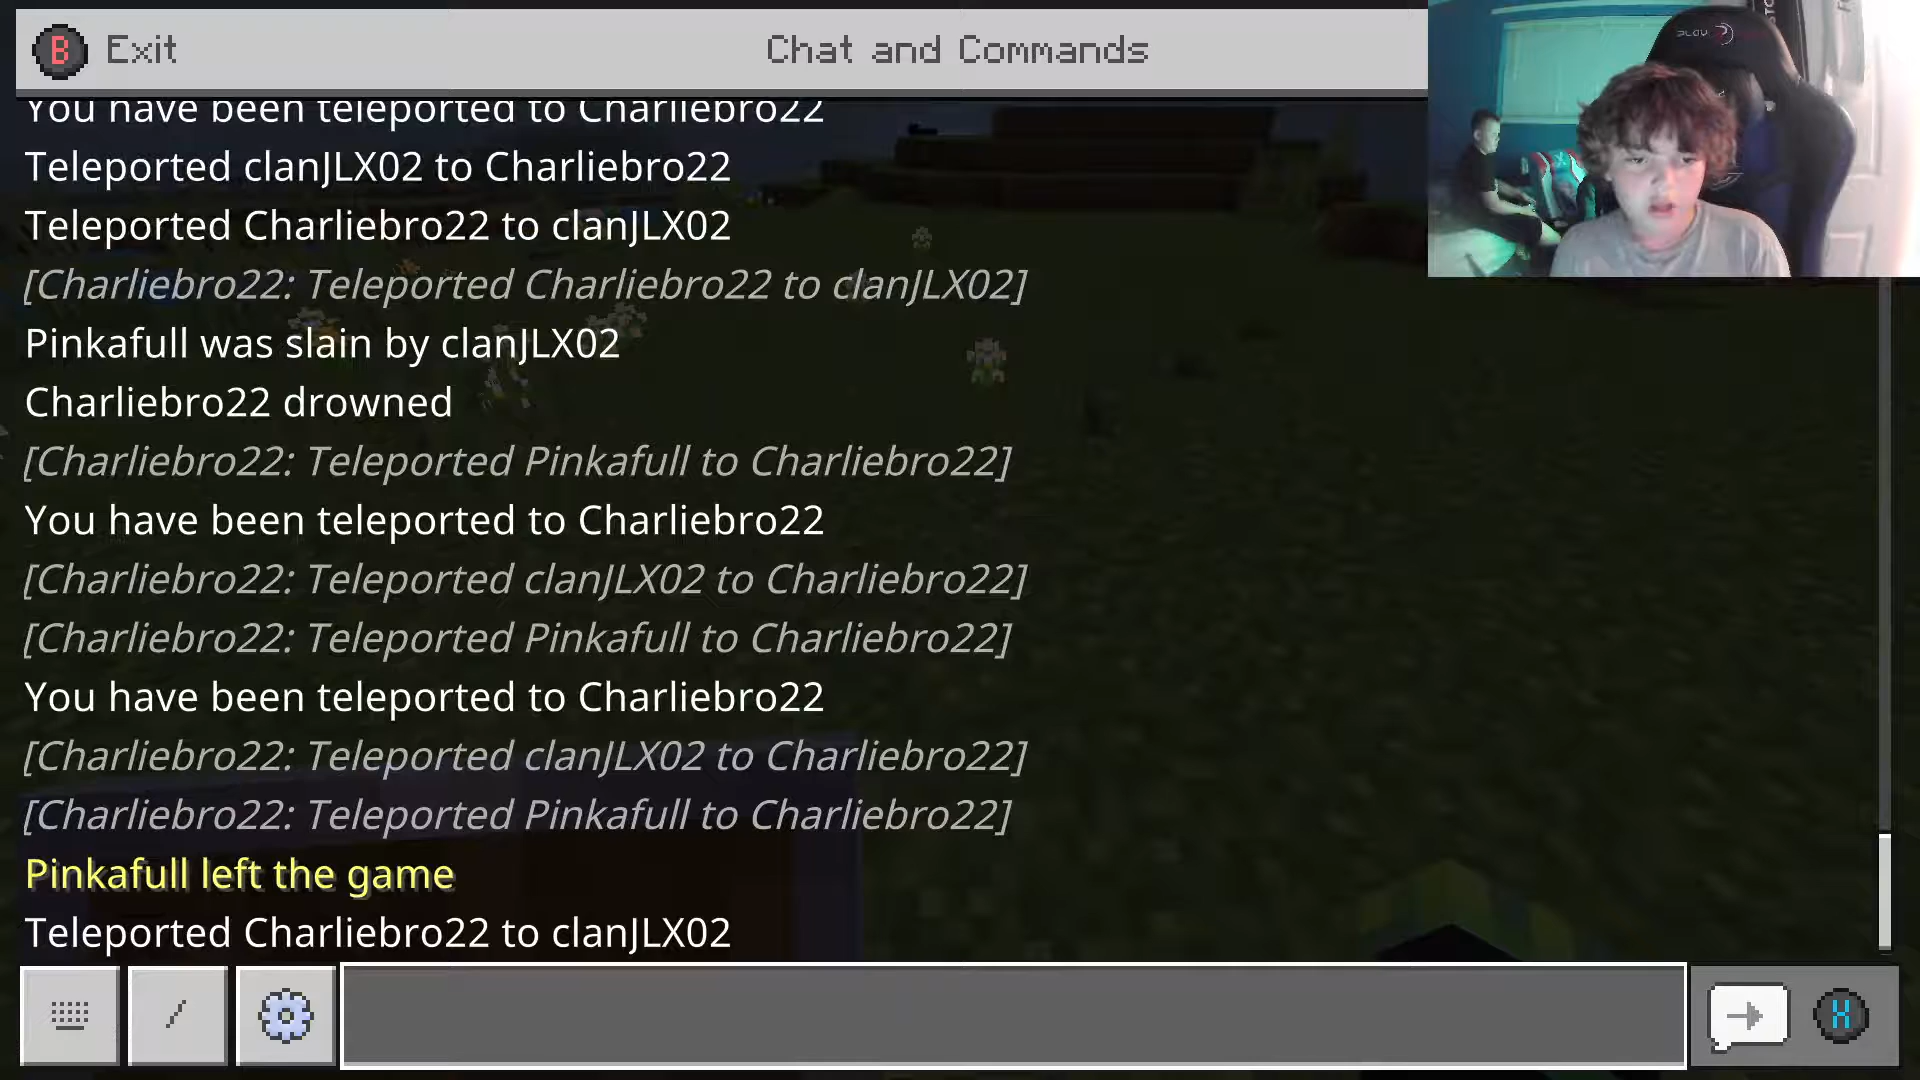 B Exit
Chat and Commands
You have been teleported to Charliebro22
Teleported clanJLX02 to Charliebro22
Teleported Charliebro22 to clanJLX02
[Charliebro22: Teleported Charliebro22 to clanJLX02]
Pinkafull was slain by clanJLX02
Charliebro22 drowned
[Charliebro22: Teleported Pinkafull to Charliebro22]
You have been teleported to Charliebro22
[Charliebro22: Teleported clanJLX02 to Charliebro22]
[Charliebro22: Teleported Pinkafull to Charliebro22]
You have been teleported to Charliebro22
[Charliebro22: Teleported clanJLX02 to Charliebro22]
[Charliebro22: Teleported Pinkafull to Charliebro22]
Pinkafull left the game
Teleported Charliebro22 to clanJLX02
/
X